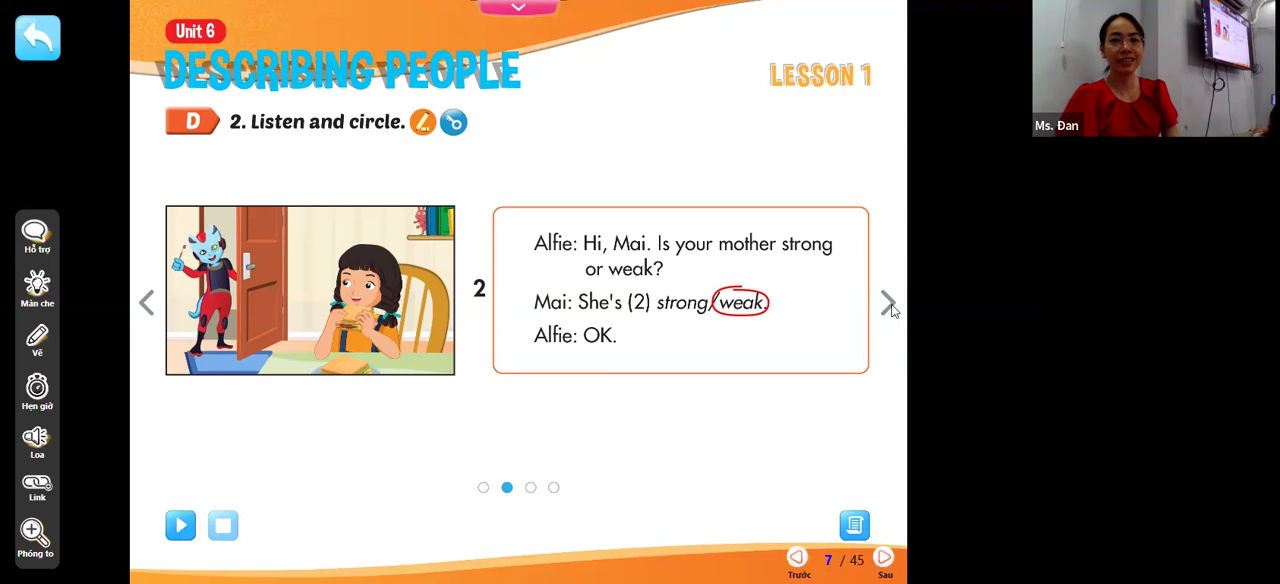 Unit 6
DESCRIBING PEOPLE
LESSON 1
D 2. Listen and circle.
2
Alfie: Hi, Mai. Is your mother strong
or weak?
Mai: She's (2) strong/weak.
Alfie: OK.
Hỗ trợ
Màn che
Vẽ
Hẹn giờ
Loa
Link
Phóng to
Trước
7 / 45
Sau
Ms. Đan